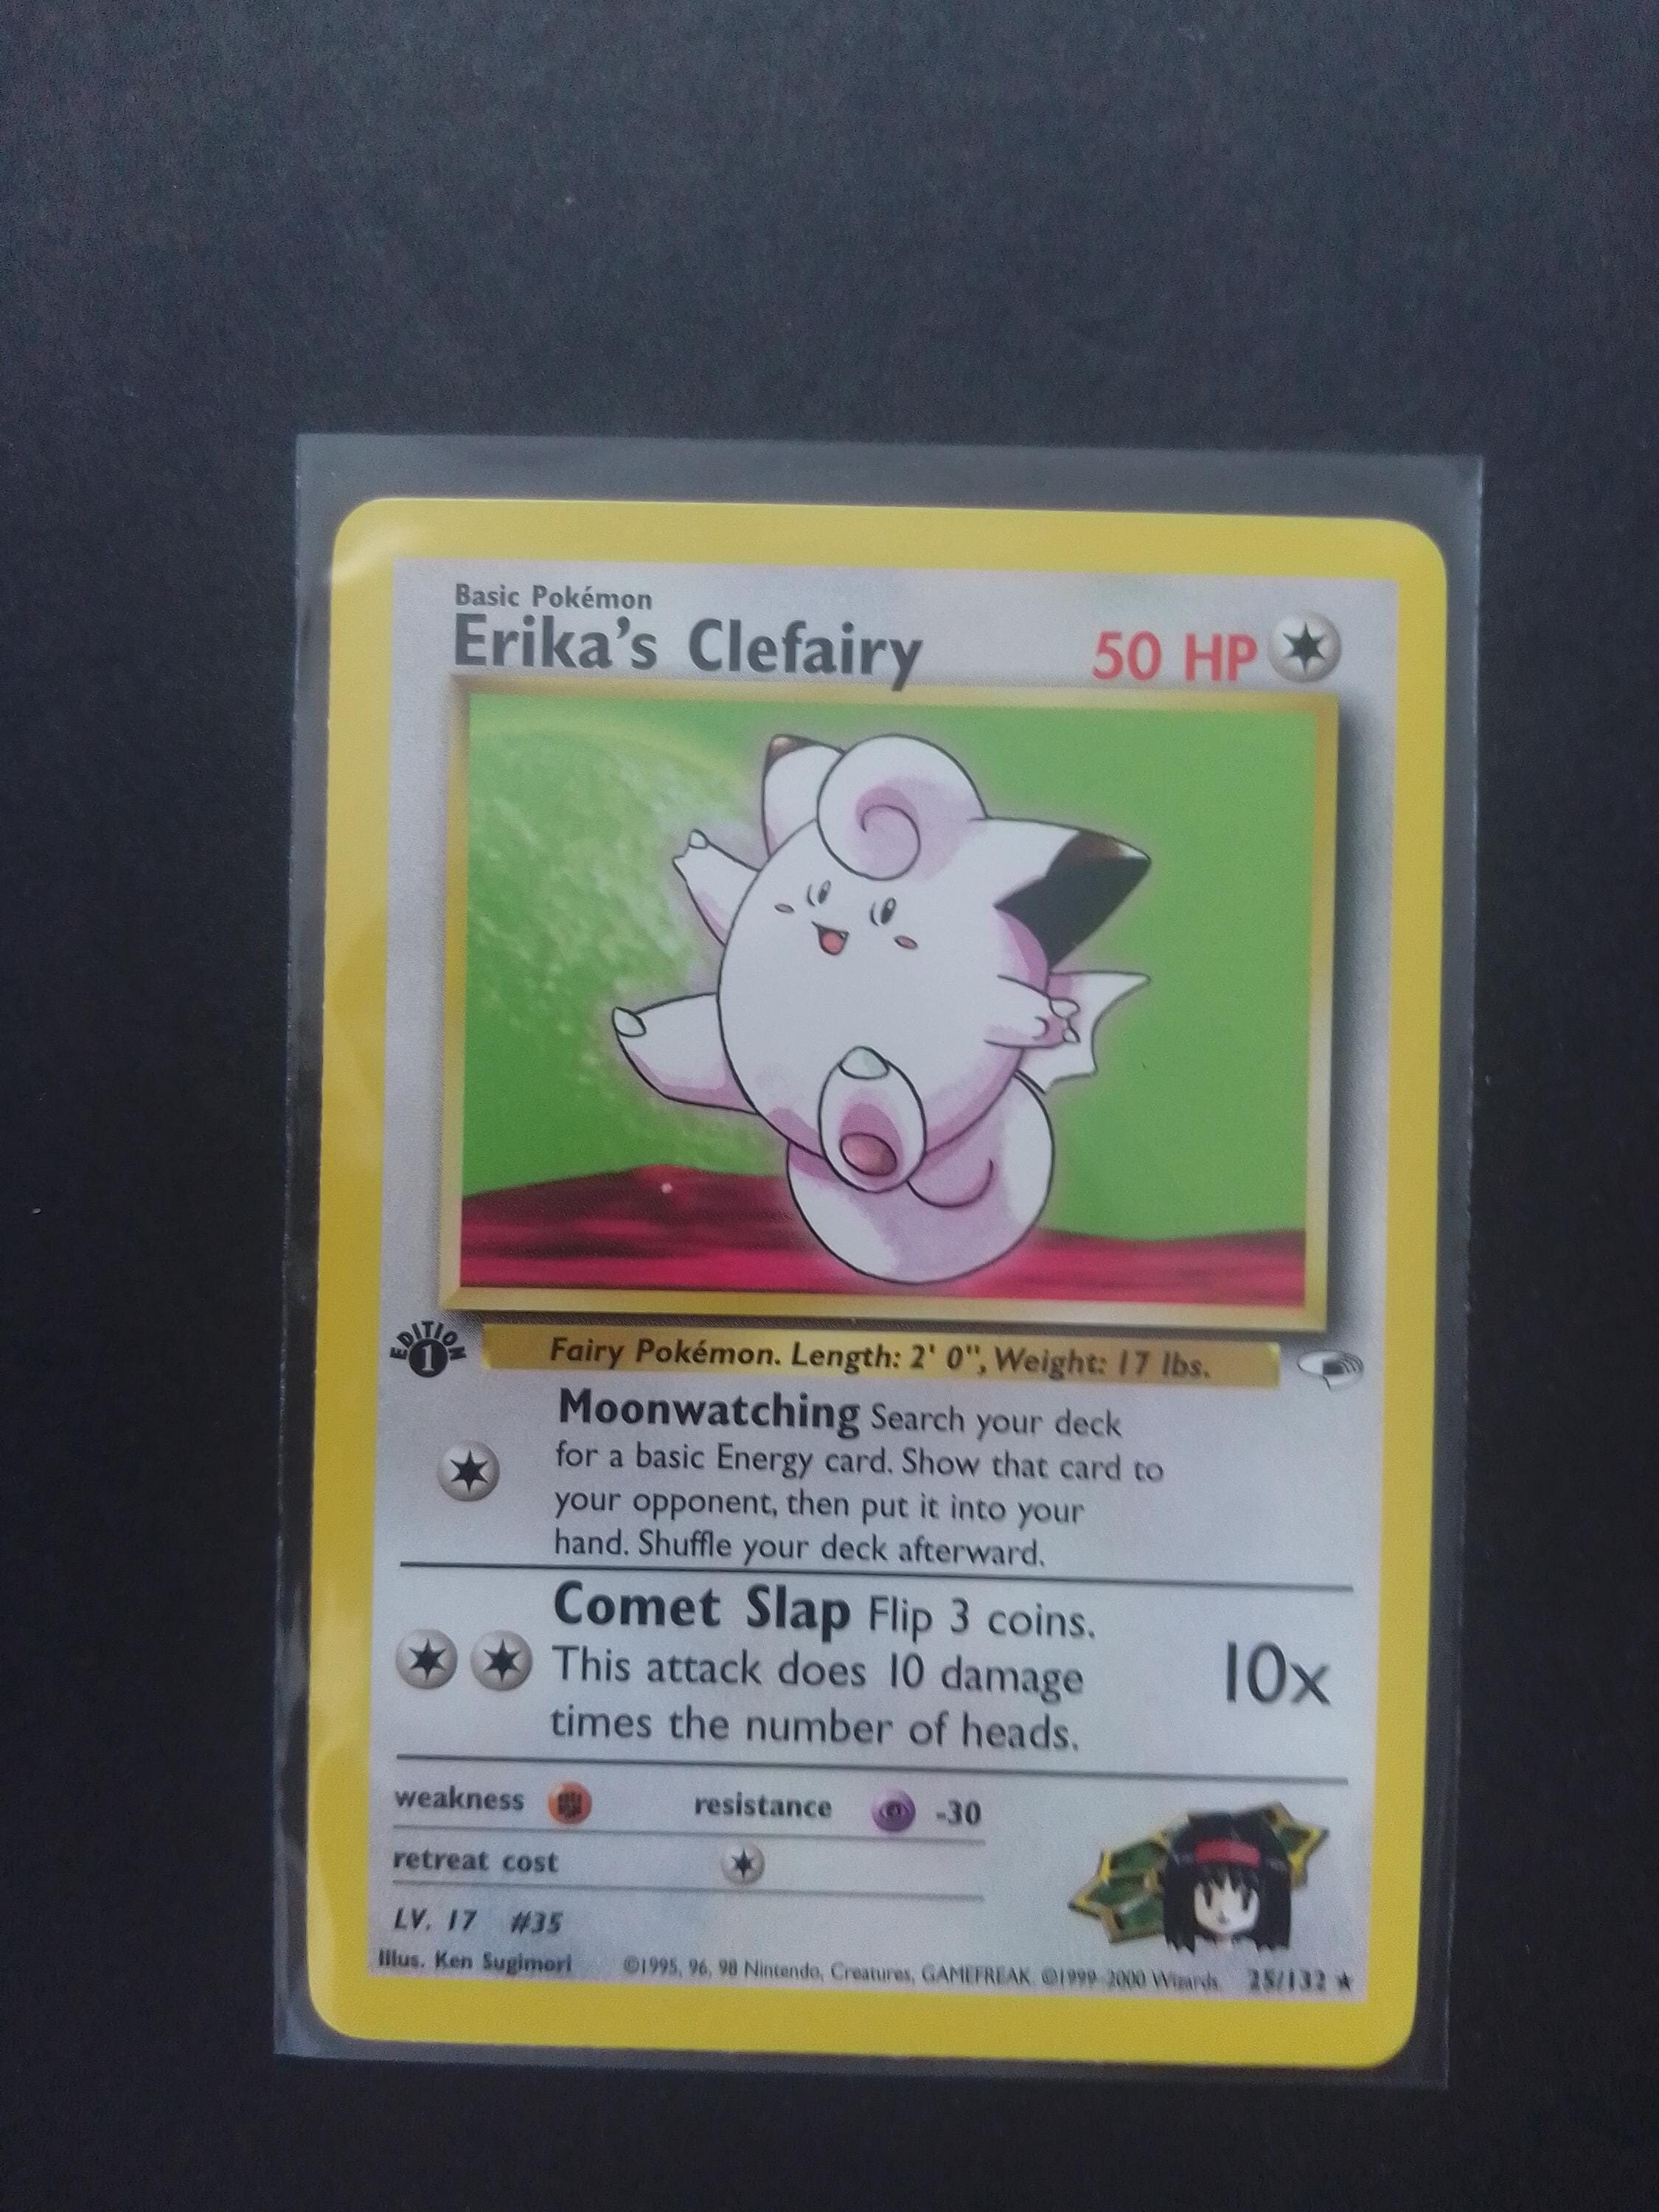 Basic Pokémon
Erika's Clefairy 50 HP
EDITION 1
Fairy Pokémon. Length: 2' 0", Weight: 17 lbs.
Moonwatching Search your deck
for a basic Energy card. Show that card to
your opponent, then put it into your
hand. Shuffle your deck afterward.
Comet Slap Flip 3 coins.
This attack does 10 damage
times the number of heads.
10x
weakness resistance -30
retreat cost
LV. 17 #35
Illus. Ken Sugimori ©1995, 96, 98 Nintendo, Creatures, GAMEFREAK. ©1999-2000 Wizards. 25/132 ★